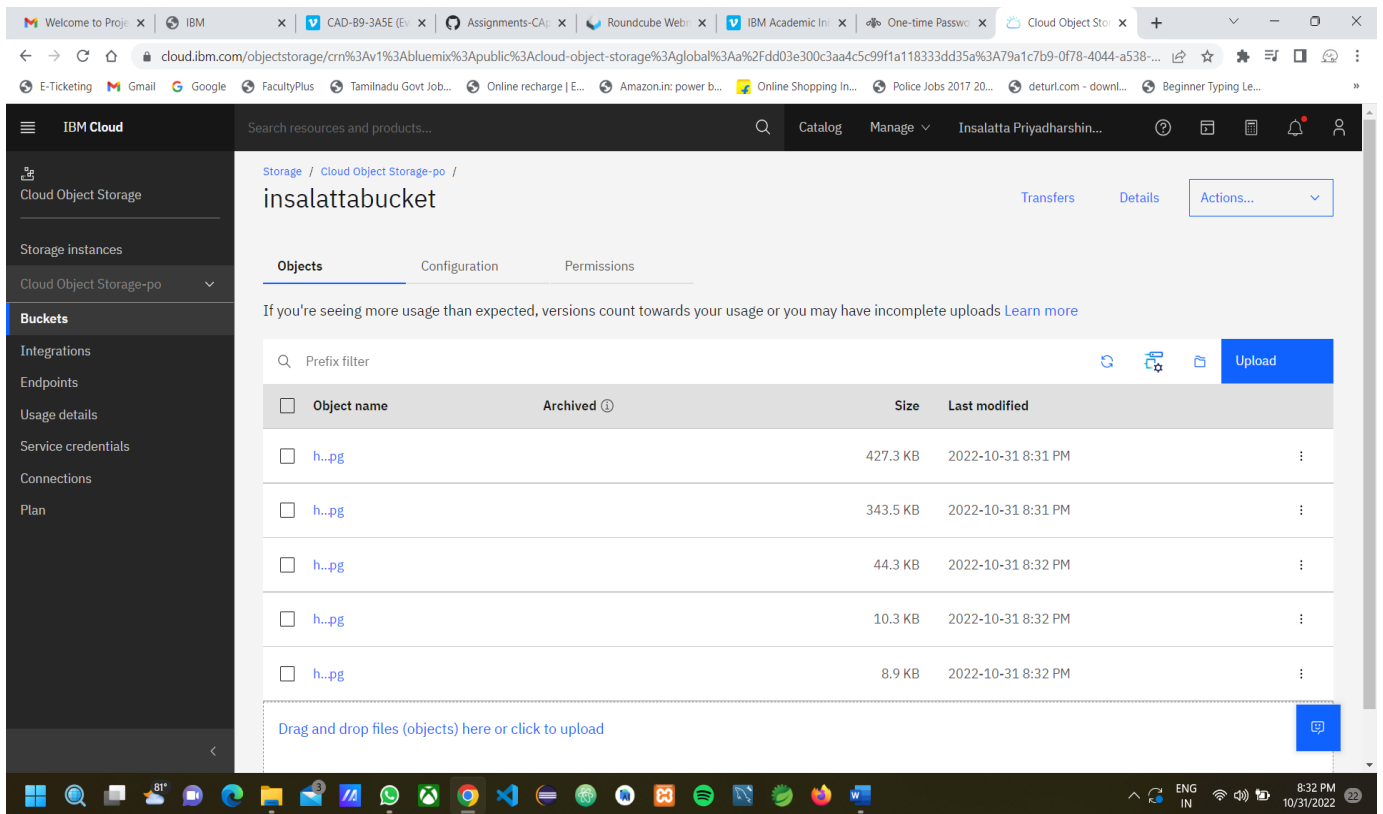 Welcome to Proje
IBM
CAD-B9-3A5E (Ev
Assignments-CAp
Roundcube Webm
IBM Academic Ini
One-time Passwo
Cloud Object Stor
cloud.ibm.com/objectstorage/crn%3Av1%3Abluemix%3Apublic%3Acloud-object-storage%3Aglobal%3Aa%2Fdd03e300c3aa4c5c99f1a118333dd35a%3A79a1c7b9-0f78-4044-a538-...
E-Ticketing
Gmail
Google
FacultyPlus
Tamilnadu Govt Job...
Online recharge | E...
Amazon.in: power b...
Online Shopping In...
Police Jobs 2017 20...
deturl.com - downl...
Beginner Typing Le...
»
IBM Cloud
Search resources and products...
Catalog
Manage
Insalatta Priyadharshin...
Cloud Object Storage
Storage instances
Cloud Object Storage-po
Buckets
Integrations
Endpoints
Usage details
Service credentials
Connections
Plan
Storage / Cloud Object Storage-po /
insalattabucket
Transfers
Details
Actions...
Objects
Configuration
Permissions
If you're seeing more usage than expected, versions count towards your usage or you may have incomplete uploads Learn more
Prefix filter
Upload
Object name Archived Size Last modified
h...pg 427.3 KB 2022-10-31 8:31 PM
h...pg 343.5 KB 2022-10-31 8:31 PM
h...pg 44.3 KB 2022-10-31 8:32 PM
h...pg 10.3 KB 2022-10-31 8:32 PM
h...pg 8.9 KB 2022-10-31 8:32 PM
Drag and drop files (objects) here or click to upload
81°
3
ENG
IN
8:32 PM
10/31/2022
22